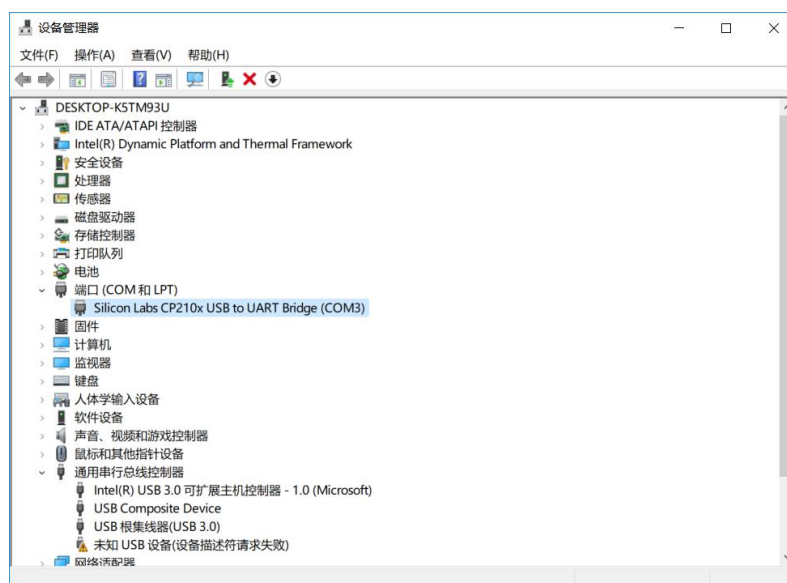 设备管理器
文件(F) 操作(A) 查看(V) 帮助(H)
DESKTOP-K5TM93U
IDE ATA/ATAPI 控制器
Intel(R) Dynamic Platform and Thermal Framework
安全设备
处理器
传感器
磁盘驱动器
存储控制器
打印队列
电池
端口 (COM 和 LPT)
Silicon Labs CP210x USB to UART Bridge (COM3)
固件
计算机
监视器
键盘
人体学输入设备
软件设备
声音、视频和游戏控制器
鼠标和其他指针设备
通用串行总线控制器
Intel(R) USB 3.0 可扩展主机控制器 - 1.0 (Microsoft)
USB Composite Device
USB 根集线器(USB 3.0)
未知 USB 设备(设备描述符请求失败)
网络适配器